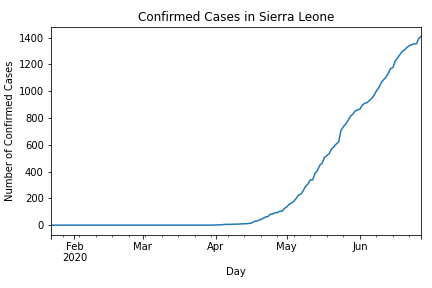 Confirmed Cases in Sierra Leone
1400
1200
1000
800
600
400
200
0
Number of Confirmed Cases
Feb
2020
Mar
Apr
May
Jun
Day